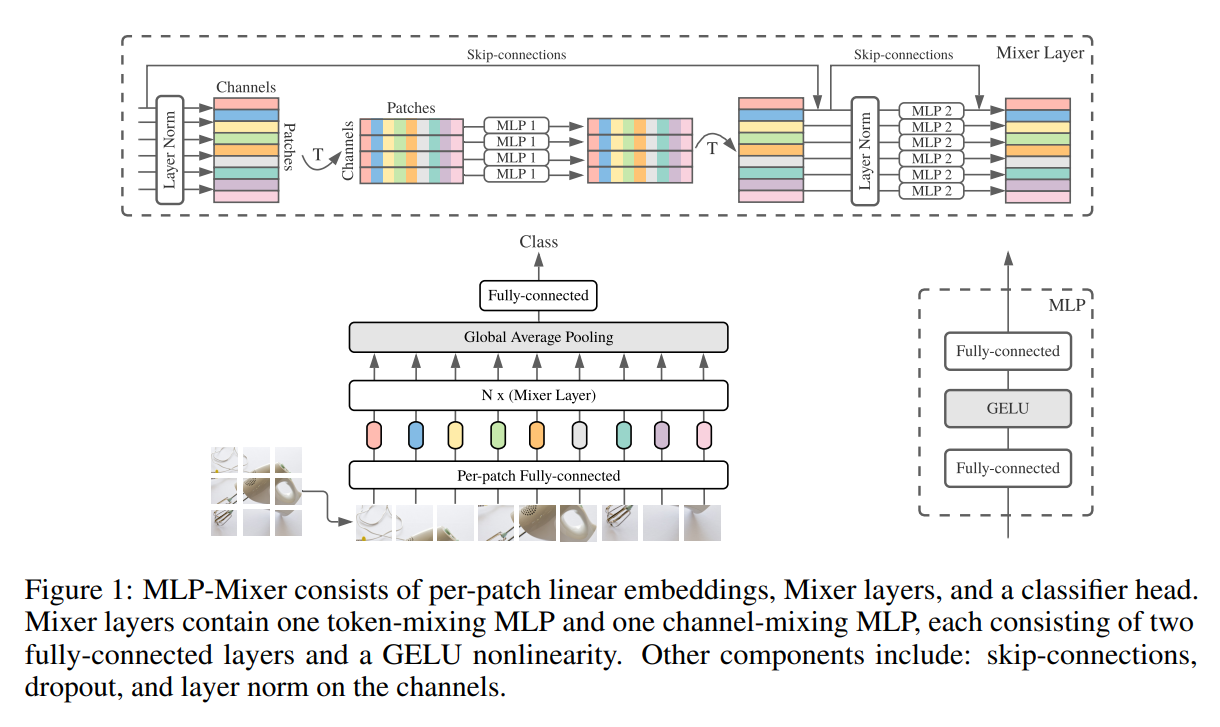 Skip-connections
Skip-connections
Mixer Layer
Channels
Layer Norm
Patches
T
Patches
Channels
MLP 1
MLP 1
MLP 1
MLP 1
T
Layer Norm
MLP 2
MLP 2
MLP 2
MLP 2
MLP 2
MLP 2
Class
Fully-connected
Global Average Pooling
N x (Mixer Layer)
Per-patch Fully-connected
MLP
Fully-connected
GELU
Fully-connected
Figure 1: MLP-Mixer consists of per-patch linear embeddings, Mixer layers, and a classifier head.
Mixer layers contain one token-mixing MLP and one channel-mixing MLP, each consisting of two
fully-connected layers and a GELU nonlinearity. Other components include: skip-connections,
dropout, and layer norm on the channels.